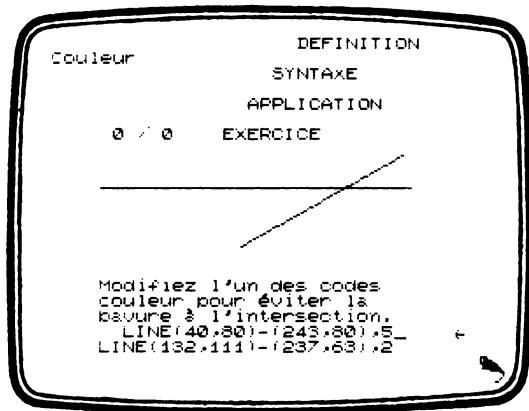 Couleur
DEFINITION
SYNTAXE
APPLICATION
0 / 0 EXERCICE
Modifiez l'un des codes
couleur pour éviter la
bavure à l'intersection.
LINE(40,80)-(243,80),5_ ←
LINE(132,111)-(237,63),2